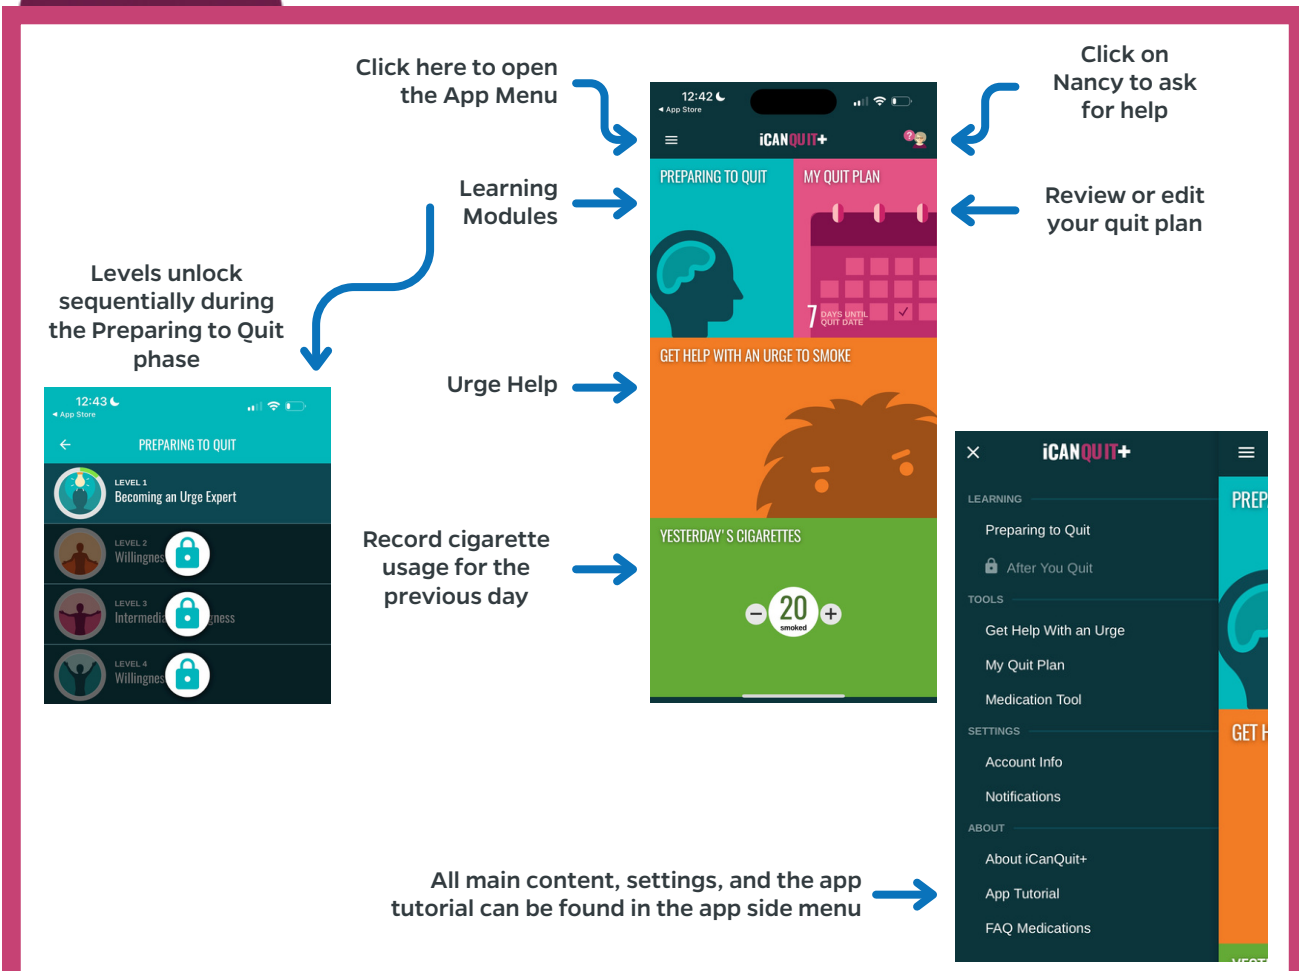 Click here to open
the App Menu
Click on
Nancy to ask
for help
12:42
App Store
iCANQUIT+
?
Learning
Modules
PREPARING TO QUIT
MY QUIT PLAN
7 DAYS UNTIL
QUIT DATE
Review or edit
your quit plan
Levels unlock
sequentially during
the Preparing to Quit
phase
GET HELP WITH AN URGE TO SMOKE
Urge Help
12:43
App Store
PREPARING TO QUIT
LEVEL 1
Becoming an Urge Expert
LEVEL 2
Willingnes
LEVEL 3
Intermedia
gness
LEVEL 4
Willingnes
Record cigarette
usage for the
previous day
YESTERDAY'S CIGARETTES
20
smoked
iCANQUIT+
LEARNING
Preparing to Quit
After You Quit
TOOLS
Get Help With an Urge
My Quit Plan
Medication Tool
SETTINGS
Account Info
Notifications
ABOUT
About iCanQuit+
App Tutorial
FAQ Medications
PREP
GET H
All main content, settings, and the app
tutorial can be found in the app side menu